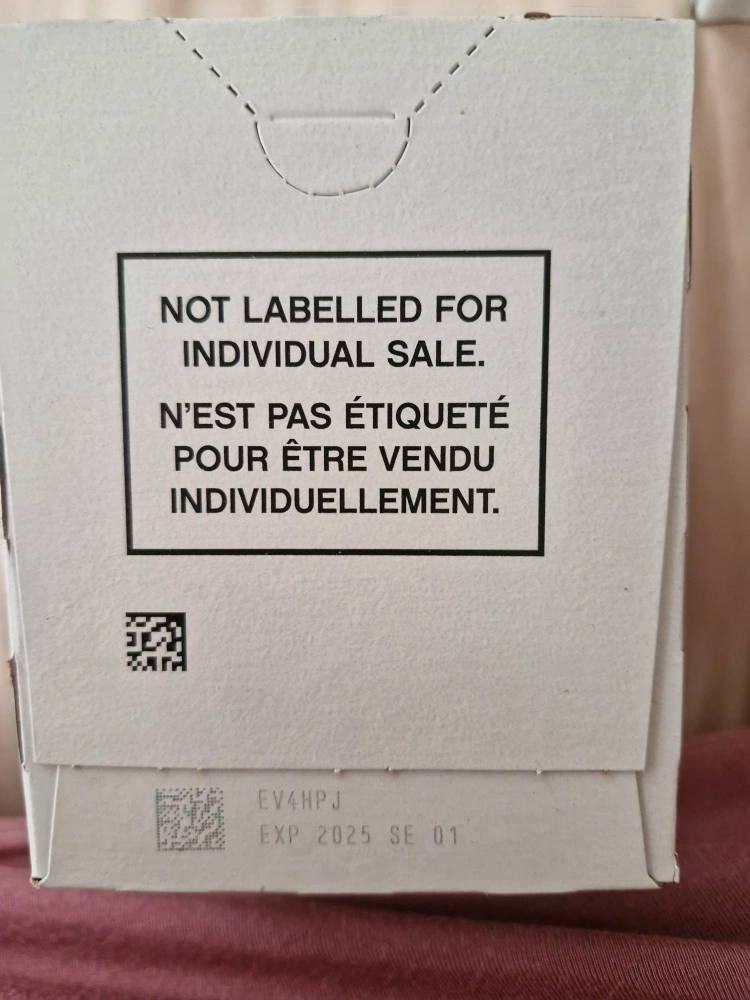 NOT LABELLED FOR
INDIVIDUAL SALE.
N'EST PAS ÉTIQUETÉ
POUR ÊTRE VENDU
INDIVIDUELLEMENT.
EV4HPJ
EXP 2025 SE 01